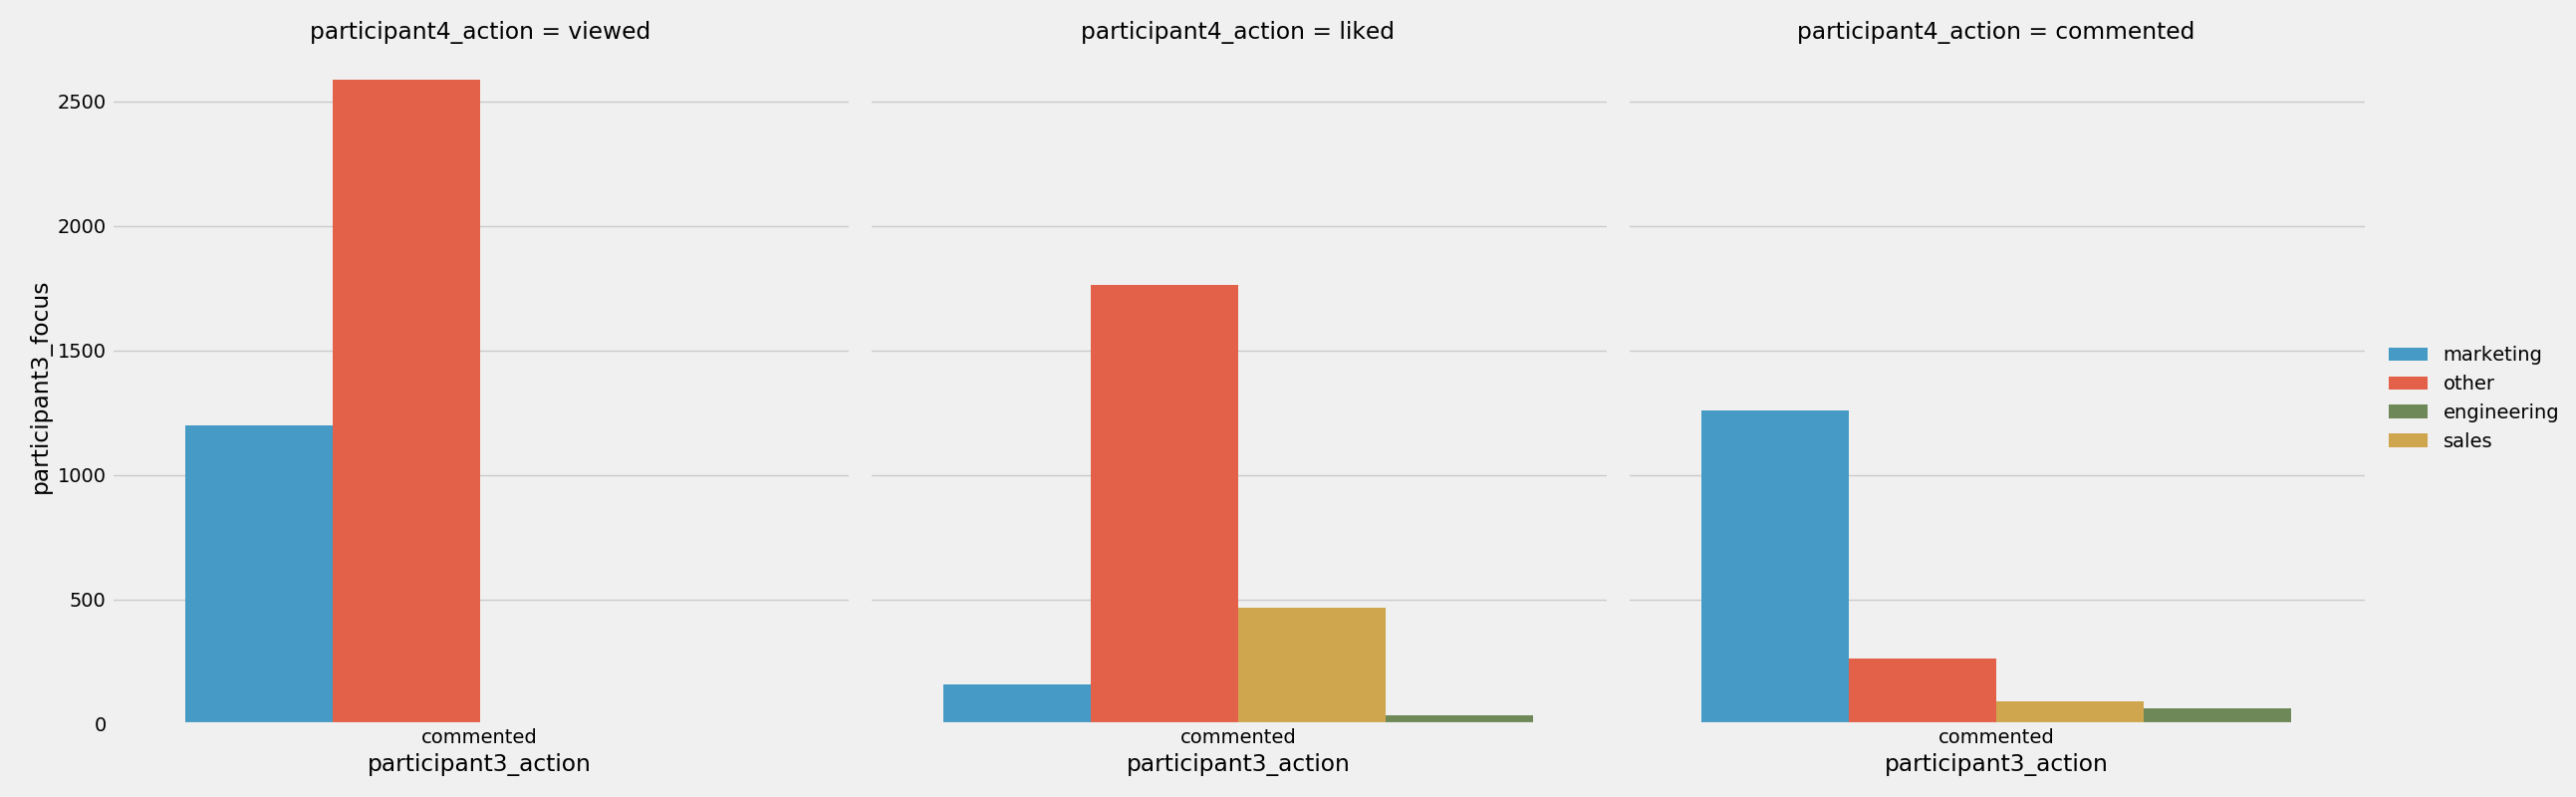 participant4_action = viewed
participant4_action = liked
participant4_action = commented
participant3_focus
2500
2000
1500
1000
500
0
commented
participant3_action
commented
participant3_action
commented
participant3_action
marketing
other
engineering
sales